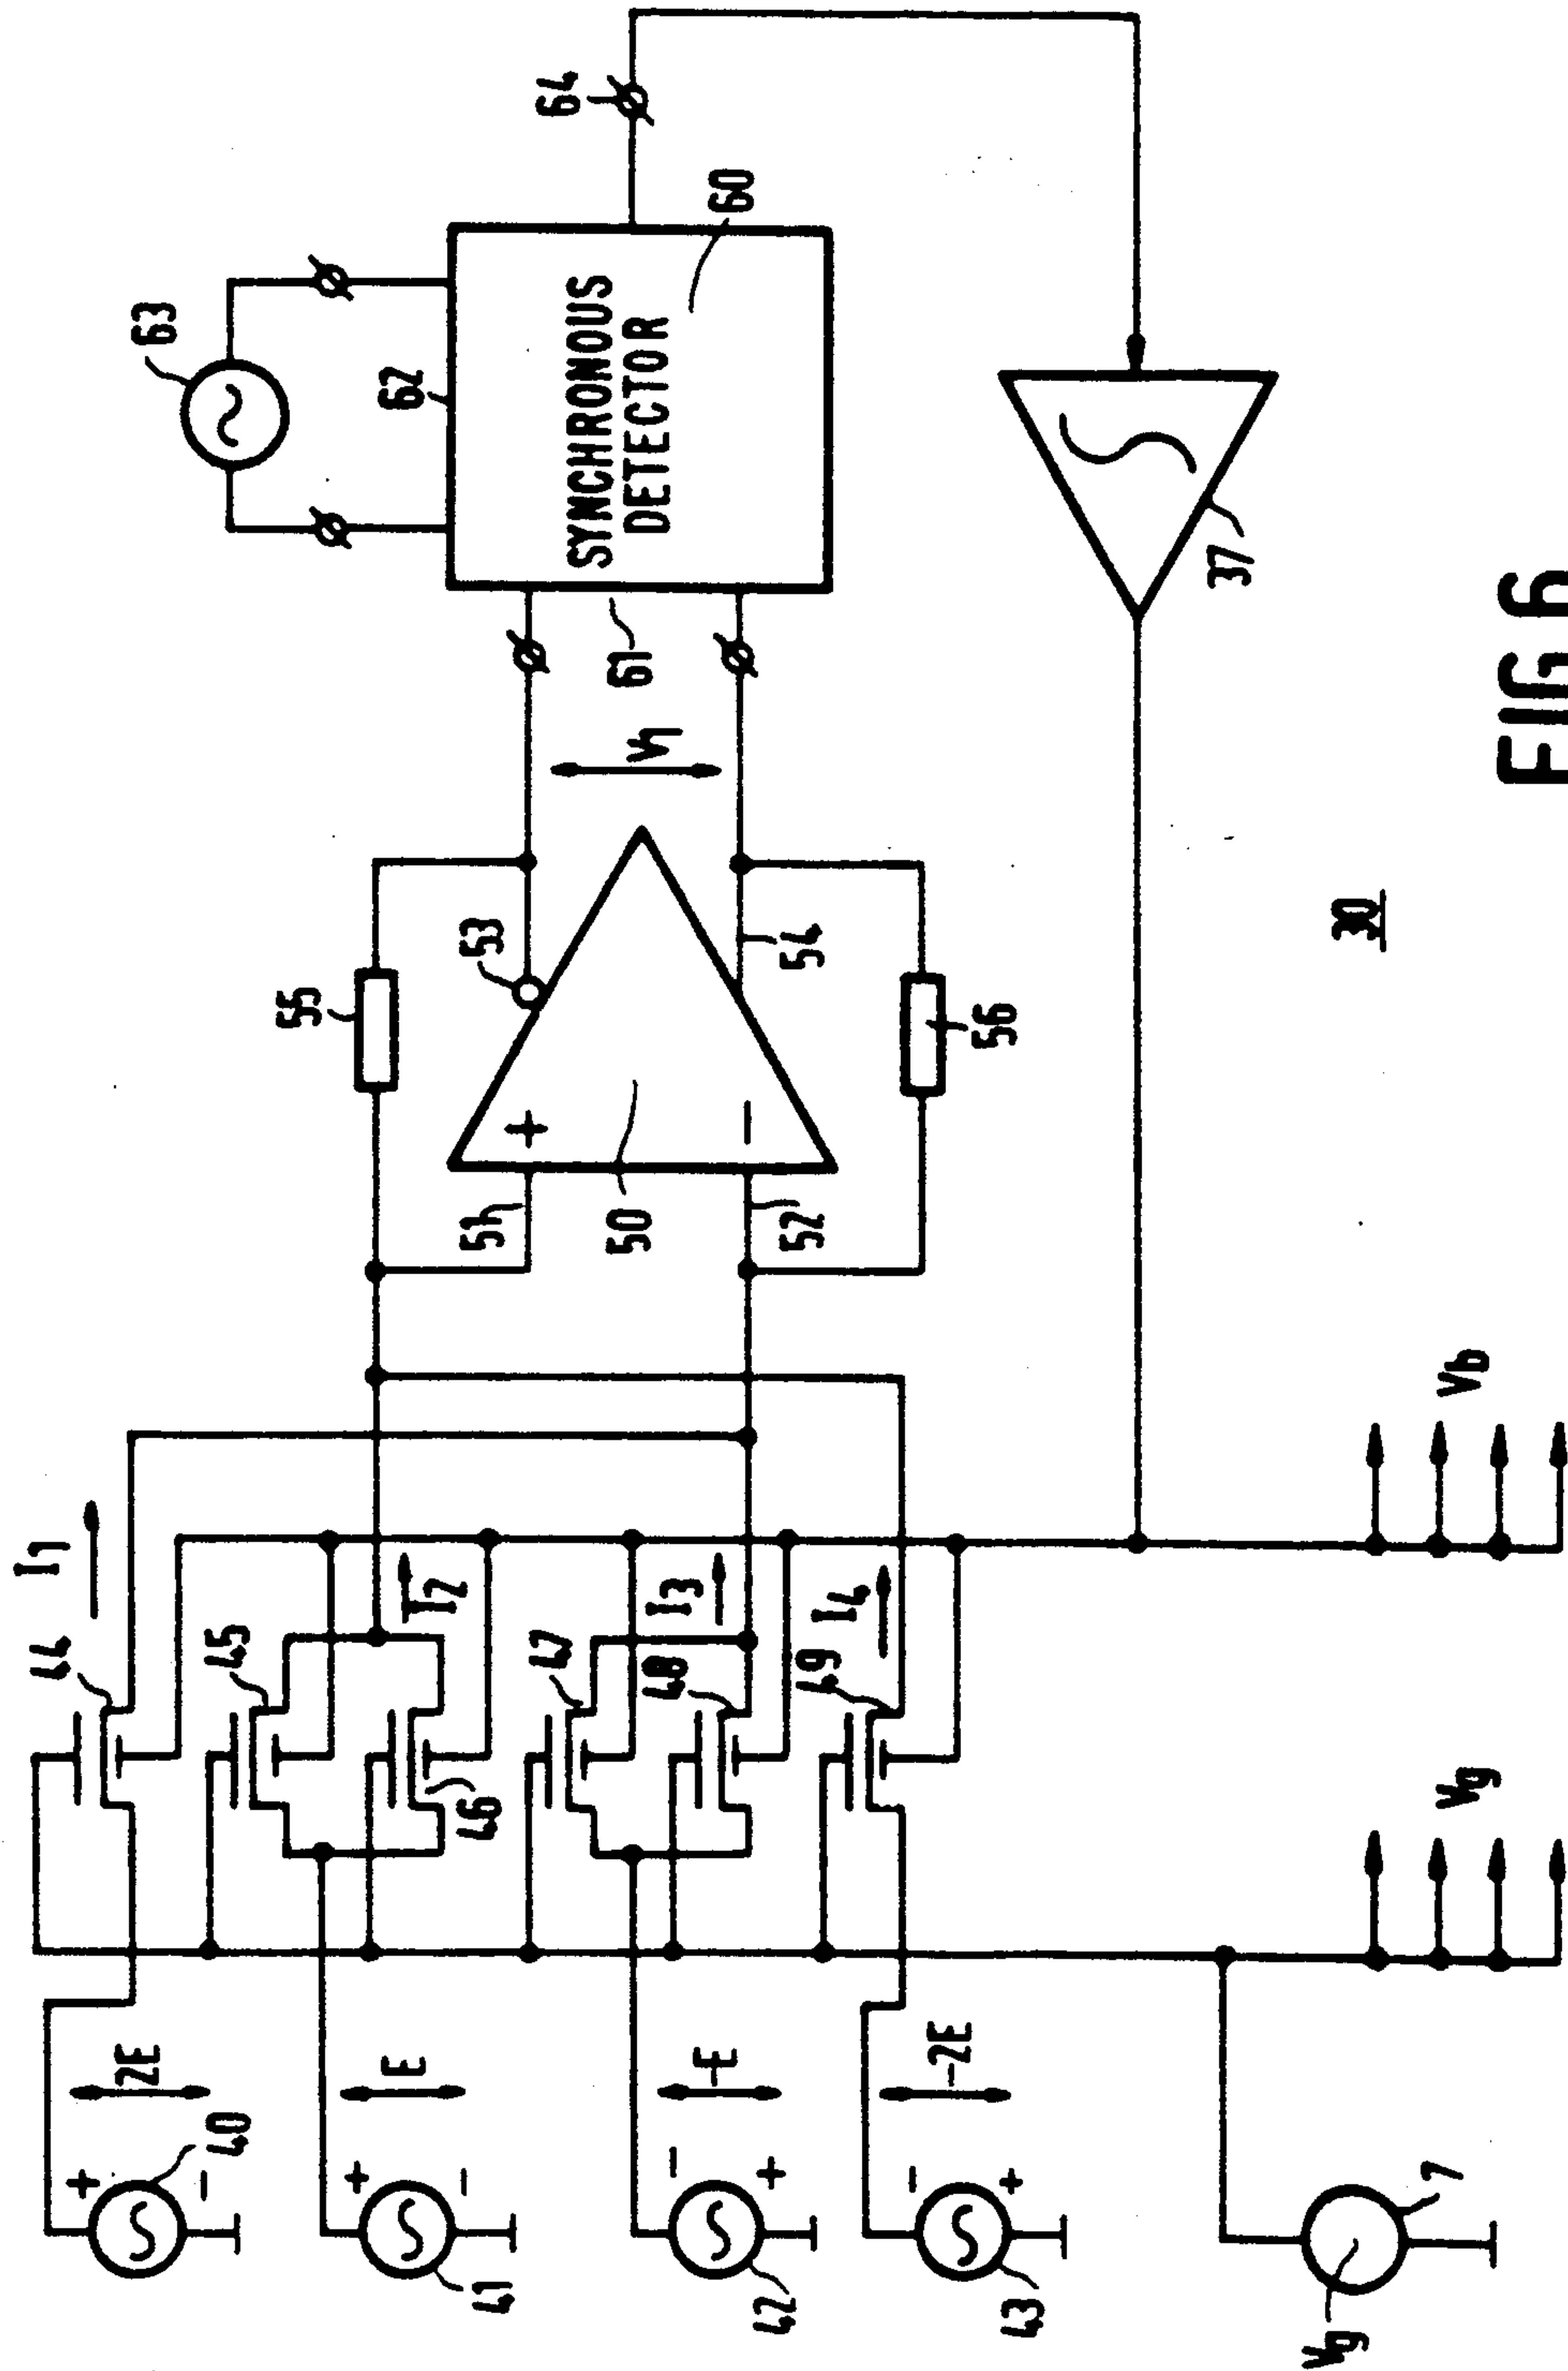 63
62
64
SYNCHRONOUS
DETECTOR
60
61
V1
55
53
+
51
50
−
52
54
56
37
I1
44
45
I2
46
47
I3
48
49
I4
+
2E
40
−
+
E
41
−
−
-E
42
+
−
-2E
43
+
Vg
7
Vg
Vb
30
FIG.6